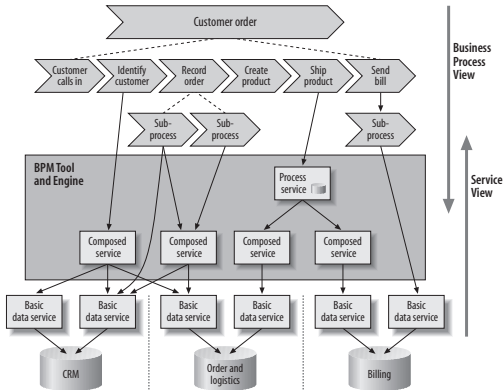 Customer order
Business
Process
View
Customer
calls in
Identify
customer
Record
order
Create
product
Ship
product
Send
bill
Sub-
process
Sub-
process
Sub-
process
BPM Tool
and Engine
Process
service
Service
View
Composed
service
Composed
service
Composed
service
Composed
service
Basic
data service
Basic
data service
Basic
data service
Basic
data service
Basic
data service
Basic
data service
CRM
Order and
logistics
Billing